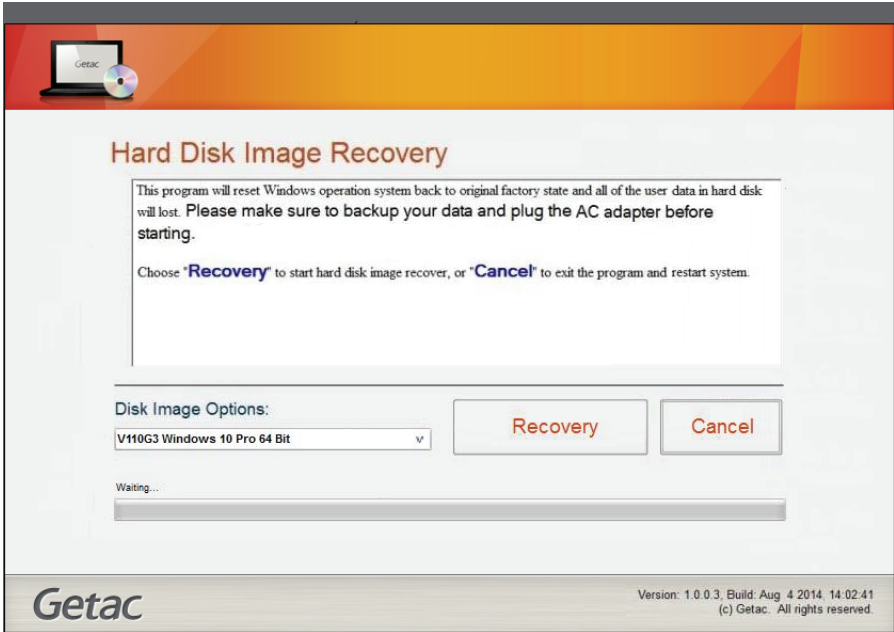 Getac
Hard Disk Image Recovery
This program will reset Windows operation system back to original factory state and all of the user data in hard disk
will lost. Please make sure to backup your data and plug the AC adapter before
starting.
Choose "Recovery" to start hard disk image recover, or "Cancel" to exit the program and restart system.
Disk Image Options:
V110G3 Windows 10 Pro 64 Bit
Recovery
Cancel
Waiting...
Getac
Version: 1.0.0.3, Build: Aug 4 2014, 14:02:41
(c) Getac. All rights reserved.